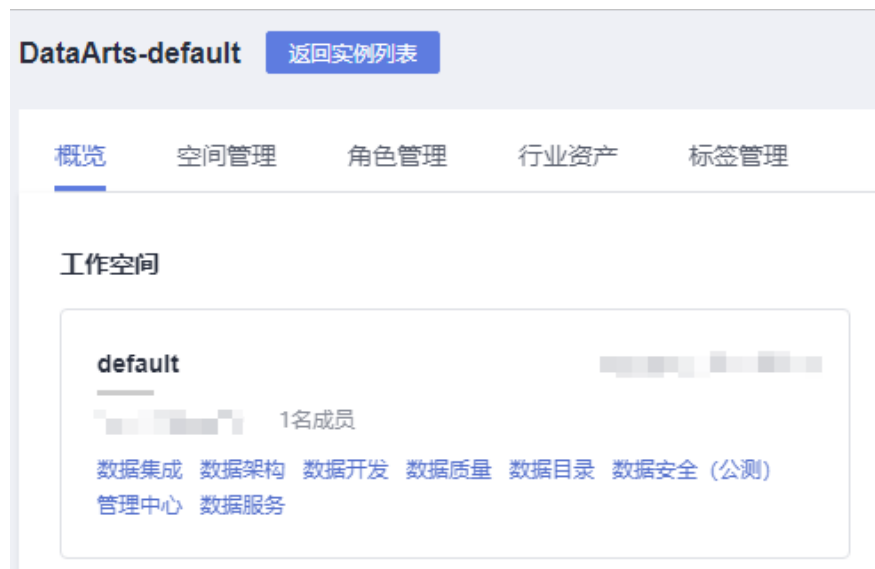 DataArts-default 返回实例列表
概览 空间管理 角色管理 行业资产 标签管理
工作空间
default
1名成员
数据集成 数据架构 数据开发 数据质量 数据目录 数据安全（公测）
管理中心 数据服务